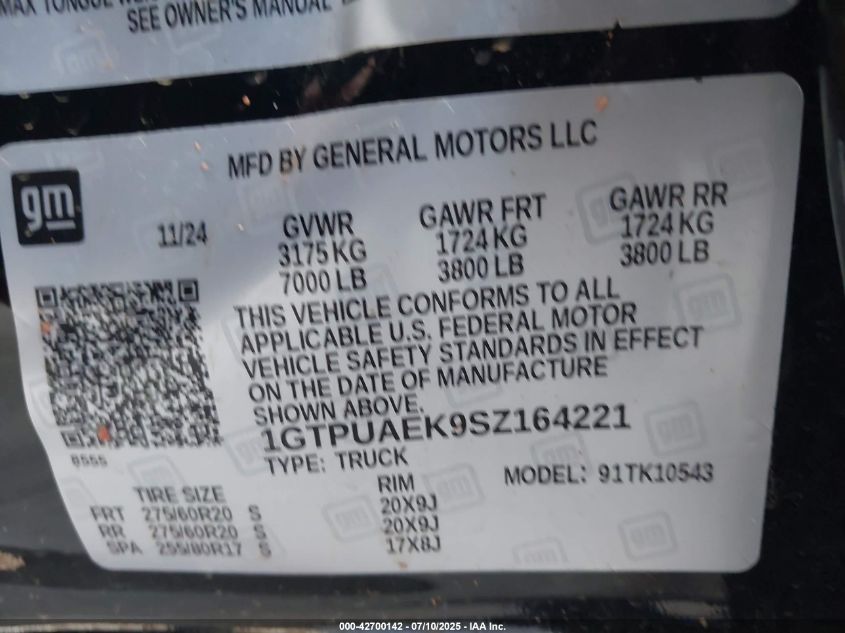 MAX TONGUE
SEE OWNER'S MANUAL
MFD BY GENERAL MOTORS LLC
gm
11/24
GVWR
3175 KG
7000 LB
GAWR FRT
1724 KG
3800 LB
GAWR RR
1724 KG
3800 LB
THIS VEHICLE CONFORMS TO ALL
APPLICABLE U.S. FEDERAL MOTOR
VEHICLE SAFETY STANDARDS IN EFFECT
ON THE DATE OF MANUFACTURE
SHOWN ABOVE.
1GTPUAEK9SZ164221
TYPE: TRUCK
MODEL: 91TK10543
TIRE SIZE RIM
FRT 275/60R20 S 20X9J
RR 275/60R20 S 20X9J
SPA 255/80R17 S 17X8J
000-42700142 - 07/10/2025 - IAA Inc.